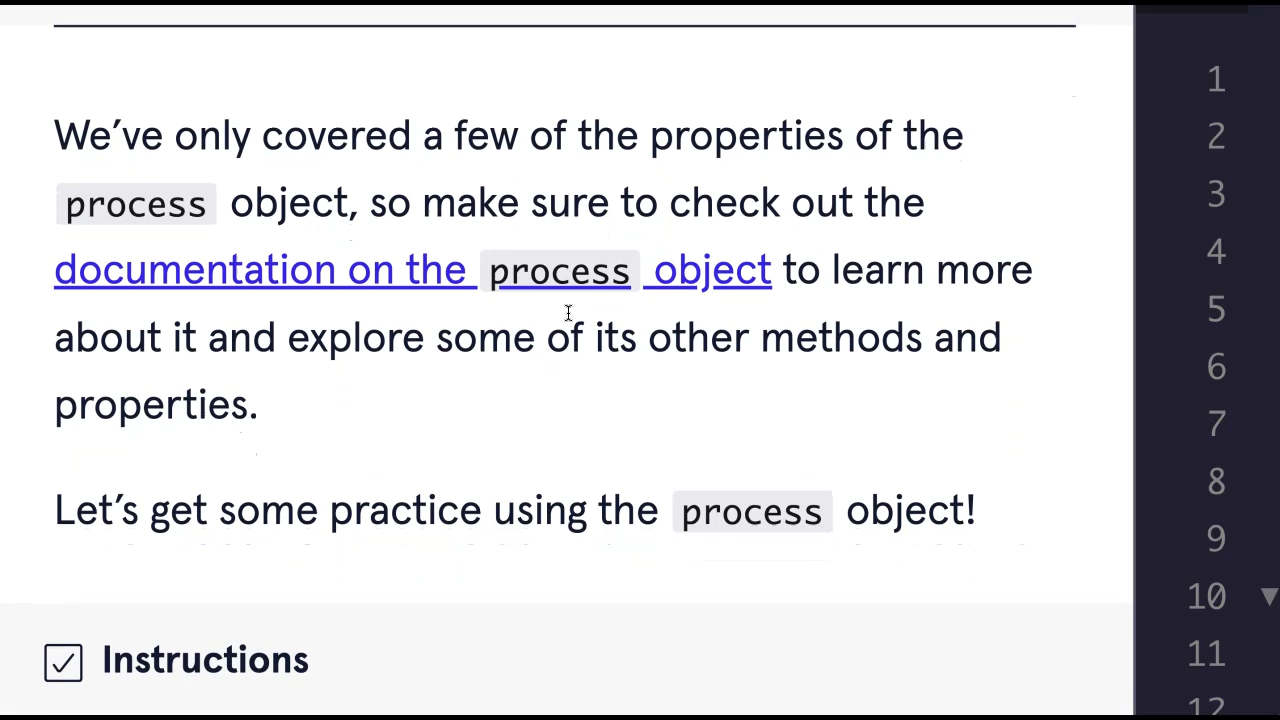 We’ve only covered a few of the properties of the
process object, so make sure to check out the
documentation on the process object to learn more
about it and explore some of its other methods and
properties.
Let’s get some practice using the process object!
Instructions
1
2
3
4
5
6
7
8
9
10
11
12